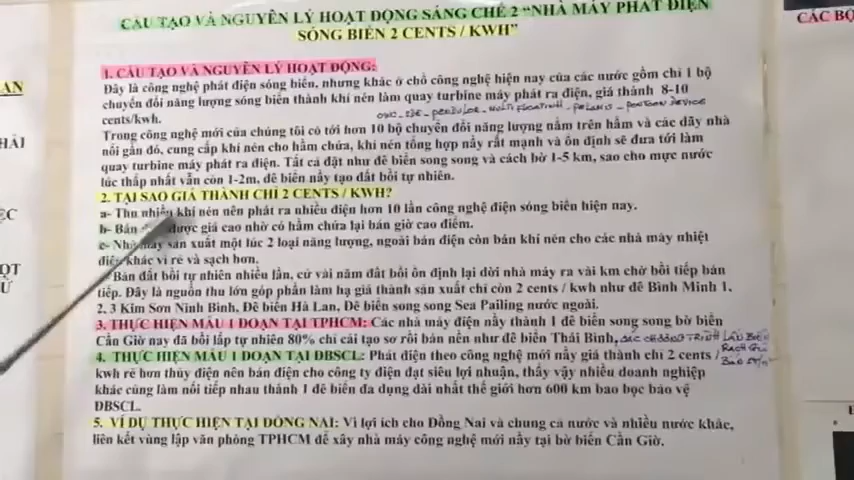 CẤU TẠO VÀ NGUYÊN LÝ HOẠT ĐỘNG SÁNG CHẾ 2 "NHÀ MÁY PHÁT ĐIỆN
SÓNG BIỂN 2 CENTS / KWH"
1. CẤU TẠO VÀ NGUYÊN LÝ HOẠT ĐỘNG:
Đây là công nghệ phát điện sóng biển, nhưng khác ở chỗ công nghệ hiện nay của các nước gồm chỉ 1 bộ
chuyển đổi năng lượng sóng biển thành khí nén làm quay turbine máy phát ra điện, giá thành 8-10
cents/kwh.
Trong công nghệ mới của chúng tôi có tới hơn 10 bộ chuyển đổi năng lượng nằm trên hầm và các dãy nhà
nổi gần đó, cung cấp khí nén cho hầm chứa, khí nén tổng hợp nầy rất mạnh và ổn định sẽ đưa tới làm
quay turbine máy phát ra điện. Tất cả đặt như đê biển song song và cách bờ 1-5 km, sao cho mực nước
lúc thấp nhất vẫn còn 1-2m, đê biển nầy tạo đất bồi tự nhiên.
2. TẠI SAO GIÁ THÀNH CHỈ 2 CENTS / KWH?
a- Thu nhiều khí nén nên phát ra nhiều điện hơn 10 lần công nghệ điện sóng biển hiện nay.
b- Bán được giá cao nhờ có hầm chứa lại bán giờ cao điểm.
c- Nhà máy sản xuất một lúc 2 loại năng lượng, ngoài bán điện còn bán khí nén cho các nhà máy nhiệt
điện khác vì rẻ và sạch hơn.
Bán đất bồi tự nhiên nhiều lần, cứ vài năm đất bồi ổn định lại dời nhà máy ra vài km chờ bồi tiếp bán
tiếp. Đây là nguồn thu lớn góp phần làm hạ giá thành sản xuất chỉ còn 2 cents / kwh như đê Bình Minh 1,
2, 3 Kim Sơn Ninh Bình, Đê biển Hà Lan, Đê biển song song Sea Pailing nước ngoài.
3. THỰC HIỆN MẪU 1 ĐOẠN TẠI TPHCM: Các nhà máy điện nầy thành 1 đê biển song song bờ biển
Cần Giờ nay đã bồi lấp tự nhiên 80% chỉ cải tạo sơ rồi bán nền như đê biển Thái Bình,
4. THỰC HIỆN MẪU 1 ĐOẠN TẠI ĐBSCL: Phát điện theo công nghệ mới nầy giá thành chỉ 2 cents /
kwh rẻ hơn thủy điện nên bán điện cho công ty điện đạt siêu lợi nhuận, thấy vậy nhiều doanh nghiệp
khác cũng làm nối tiếp nhau thành 1 đê biển đa dụng dài nhất thế giới hơn 600 km bao bọc bảo vệ
ĐBSCL.
5. VÍ DỤ THỰC HIỆN TẠI ĐỒNG NAI: Vì lợi ích cho Đồng Nai và chung cả nước và nhiều nước khác,
liên kết vùng lập văn phòng TPHCM để xây nhà máy công nghệ mới nầy tại bờ biển Cần Giờ.
CÁC BỘ